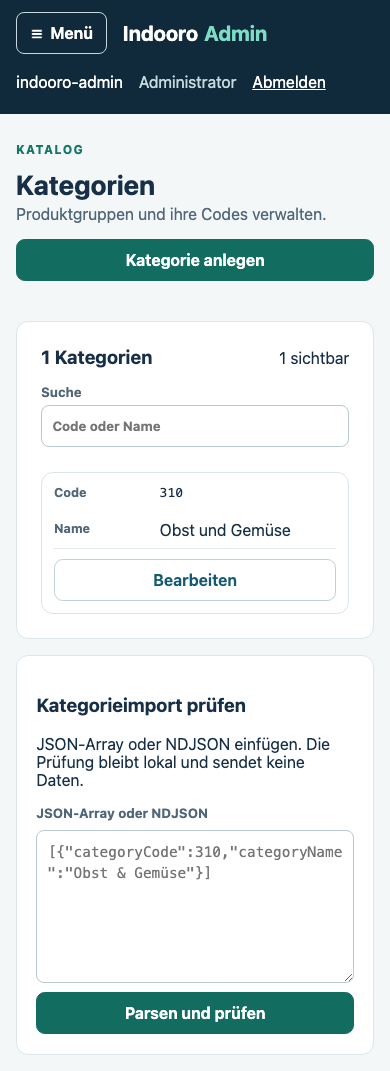 ≡ Menü Indooro Admin
indooro-admin Administrator Abmelden
KATALOG
Kategorien
Produktgruppen und ihre Codes verwalten.
Kategorie anlegen
1 Kategorien 1 sichtbar
Suche
Code oder Name
Code 310
Name Obst und Gemüse
Bearbeiten
Kategorieimport prüfen
JSON-Array oder NDJSON einfügen. Die
Prüfung bleibt lokal und sendet keine
Daten.
JSON-Array oder NDJSON
[{"categoryCode":310,"categoryName
":"Obst & Gemüse"}]
Parsen und prüfen